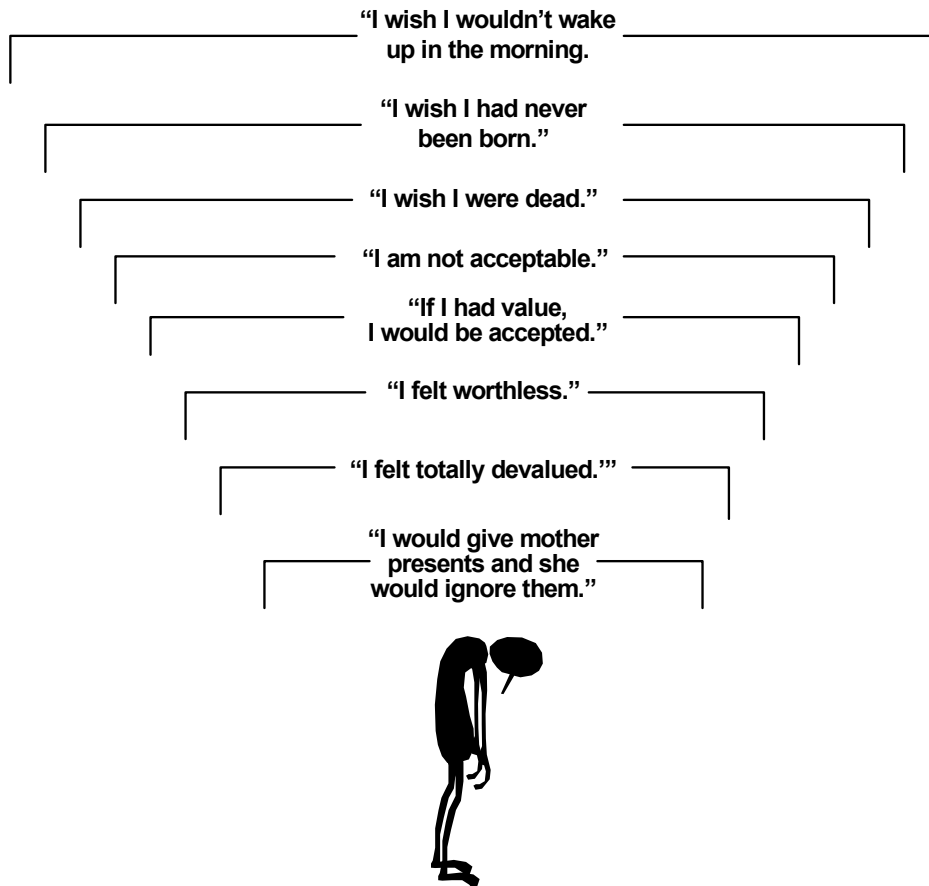 “I wish I wouldn’t wake
up in the morning.
“I wish I had never
been born.”
“I wish I were dead.”
“I am not acceptable.”
“If I had value,
I would be accepted.”
“I felt worthless.”
“I felt totally devalued.’”
“I would give mother
presents and she
would ignore them.”